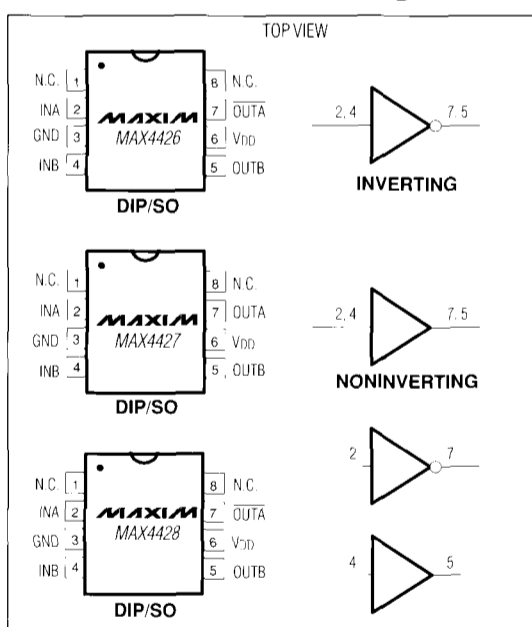 TOP VIEW
N.C. 1
INA 2
GND 3
INB 4
MAXIM
MAX4426
8 N.C.
7 O̅U̅T̅A̅
6 VDD
5 OUTB
DIP/SO
2, 4
7, 5
INVERTING
N.C. 1
INA 2
GND 3
INB 4
MAXIM
MAX4427
8 N.C.
7 OUTA
6 VDD
5 OUTB
DIP/SO
2, 4
7, 5
NONINVERTING
N.C. 1
INA 2
GND 3
INB 4
MAXIM
MAX4428
8 N.C.
7 O̅U̅T̅A̅
6 VDD
5 OUTB
DIP/SO
2
7
4
5